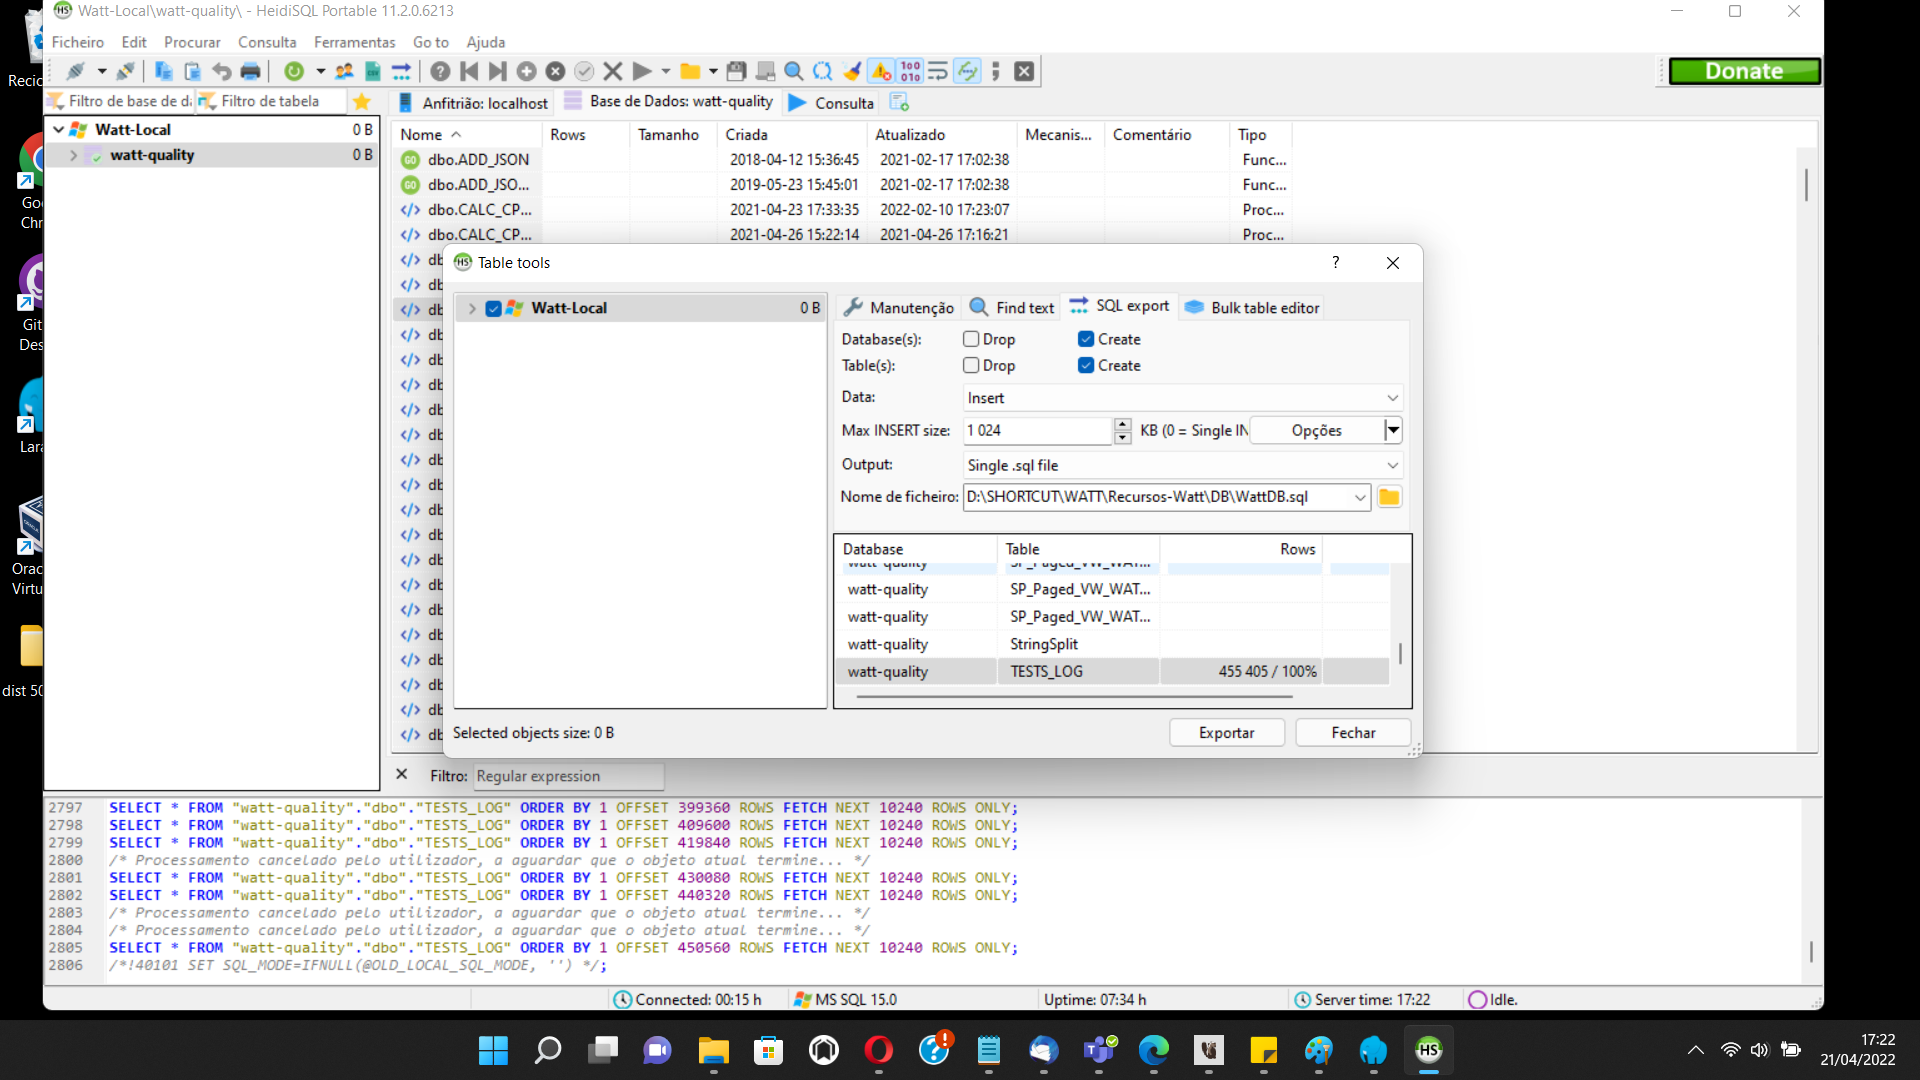 Watt-Local\watt-quality\ - HeidiSQL Portable 11.2.0.6213
Ficheiro Edit Procurar Consulta Ferramentas Go to Ajuda
Donate
Filtro de base de d Filtro de tabela
Anfitrião: localhost Base de Dados: watt-quality Consulta
Watt-Local 0 B
watt-quality 0 B
Nome Rows Tamanho Criada Atualizado Mecanis... Comentário Tipo
dbo.ADD_JSON 2018-04-12 15:36:45 2021-02-17 17:02:38 Func...
dbo.ADD_JSO... 2019-05-23 15:45:01 2021-02-17 17:02:38 Func...
dbo.CALC_CP... 2021-04-23 17:33:35 2022-02-10 17:23:07 Proc...
dbo.CALC_CP... 2021-04-26 15:22:14 2021-04-26 17:16:21 Proc...
Table tools
Watt-Local 0 B
Manutenção Find text SQL export Bulk table editor
Database(s): Drop Create
Table(s): Drop Create
Data: Insert
Max INSERT size: 1 024 KB (0 = Single IN Opções
Output: Single .sql file
Nome de ficheiro: D:\SHORTCUT\WATT\Recursos-Watt\DB\WattDB.sql
Database Table Rows
watt-quality SP_Paged_VW_WAT...
watt-quality SP_Paged_VW_WAT...
watt-quality SP_Paged_VW_WAT...
watt-quality StringSplit
watt-quality TESTS_LOG 455 405 / 100%
Selected objects size: 0 B
Exportar Fechar
Filtro: Regular expression
2797 SELECT * FROM "watt-quality"."dbo"."TESTS_LOG" ORDER BY 1 OFFSET 399360 ROWS FETCH NEXT 10240 ROWS ONLY;
2798 SELECT * FROM "watt-quality"."dbo"."TESTS_LOG" ORDER BY 1 OFFSET 409600 ROWS FETCH NEXT 10240 ROWS ONLY;
2799 SELECT * FROM "watt-quality"."dbo"."TESTS_LOG" ORDER BY 1 OFFSET 419840 ROWS FETCH NEXT 10240 ROWS ONLY;
2800 /* Processamento cancelado pelo utilizador, a aguardar que o objeto atual termine... */
2801 SELECT * FROM "watt-quality"."dbo"."TESTS_LOG" ORDER BY 1 OFFSET 430080 ROWS FETCH NEXT 10240 ROWS ONLY;
2802 SELECT * FROM "watt-quality"."dbo"."TESTS_LOG" ORDER BY 1 OFFSET 440320 ROWS FETCH NEXT 10240 ROWS ONLY;
2803 /* Processamento cancelado pelo utilizador, a aguardar que o objeto atual termine... */
2804 /* Processamento cancelado pelo utilizador, a aguardar que o objeto atual termine... */
2805 SELECT * FROM "watt-quality"."dbo"."TESTS_LOG" ORDER BY 1 OFFSET 450560 ROWS FETCH NEXT 10240 ROWS ONLY;
2806 /*!40101 SET SQL_MODE=IFNULL(@OLD_LOCAL_SQL_MODE, '') */;
Connected: 00:15 h MS SQL 15.0 Uptime: 07:34 h Server time: 17:22 Idle.
Recic
Goo
Chr
Git
Des
Lara
Orac
Virtu
dist 50
17:22
21/04/2022